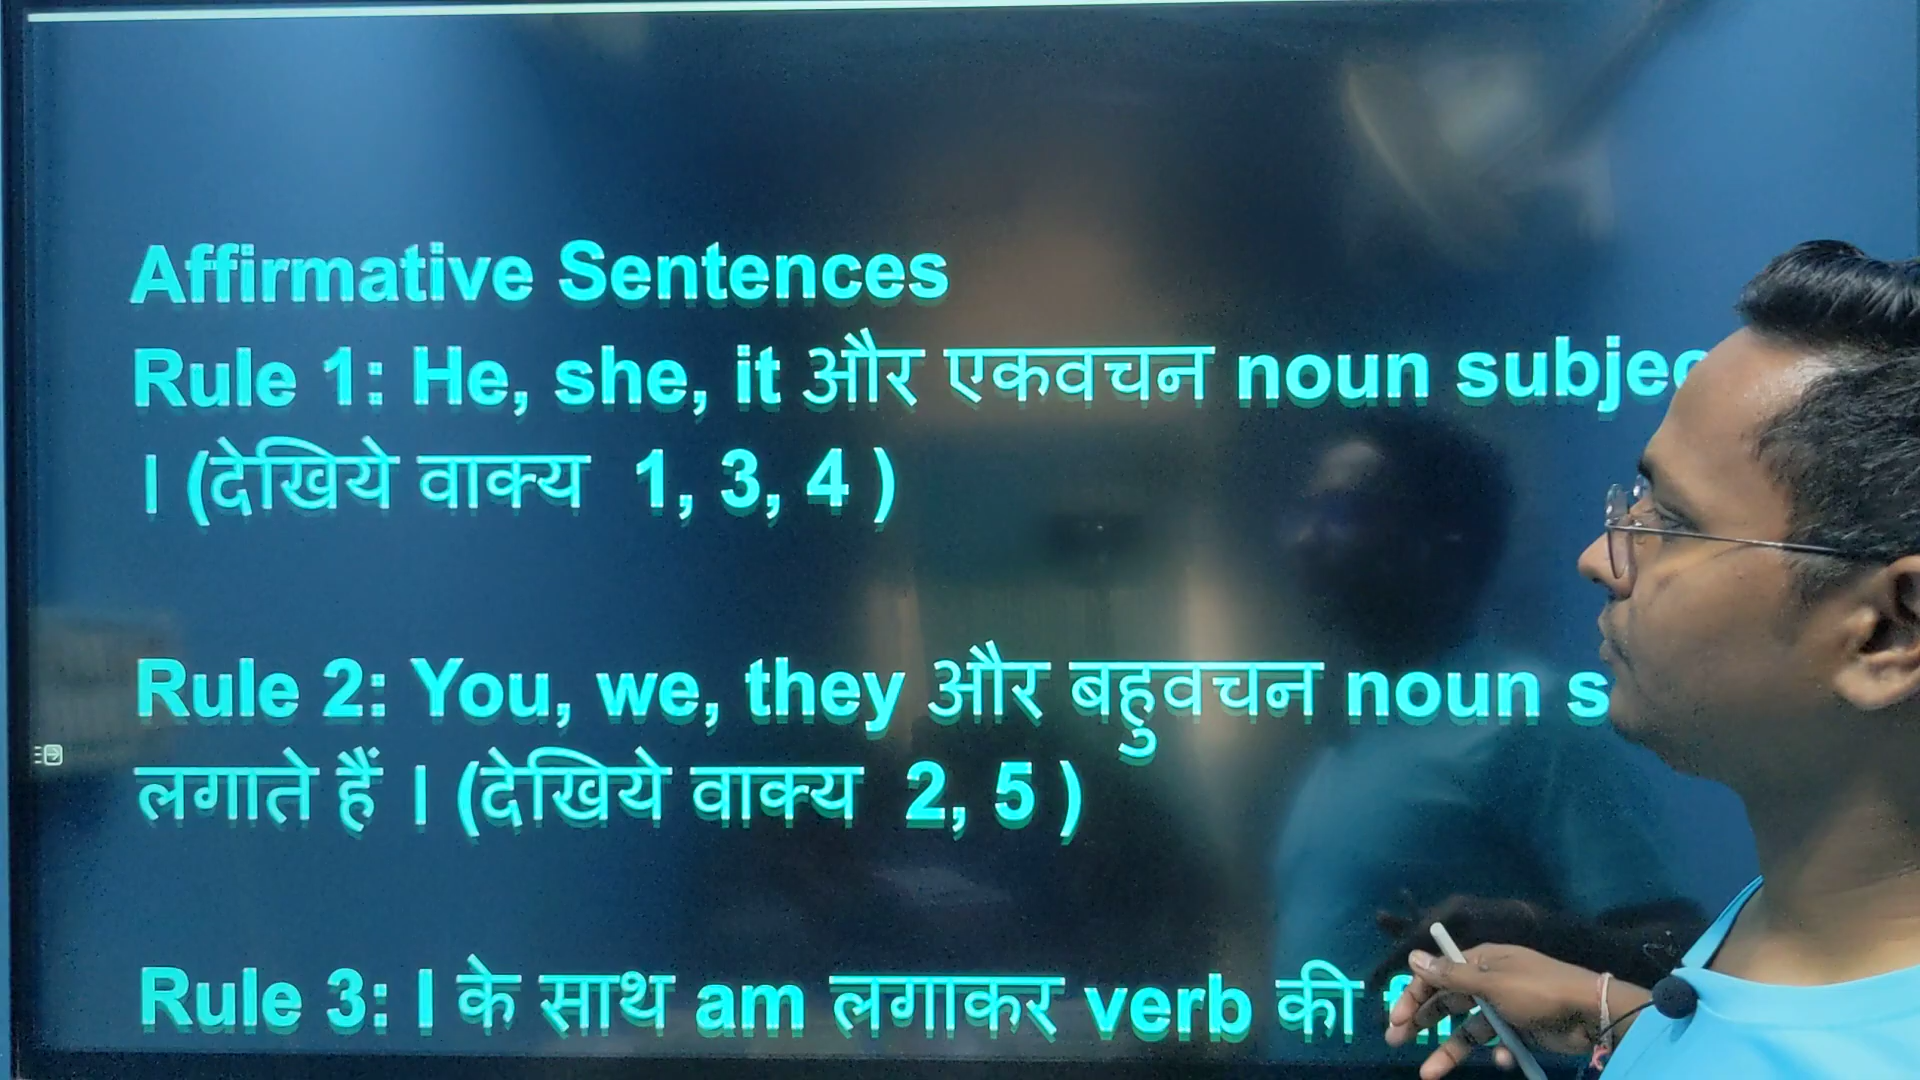 Affirmative Sentences
Rule 1: He, she, it और एकवचन noun
। (देखिये वाक्य 1, 3, 4 )
Rule 2: You, we, they और बहुवचन noun
लगाते हैं । (देखिये वाक्य 2, 5 )
Rule 3: I के साथ am लगाकर verb की